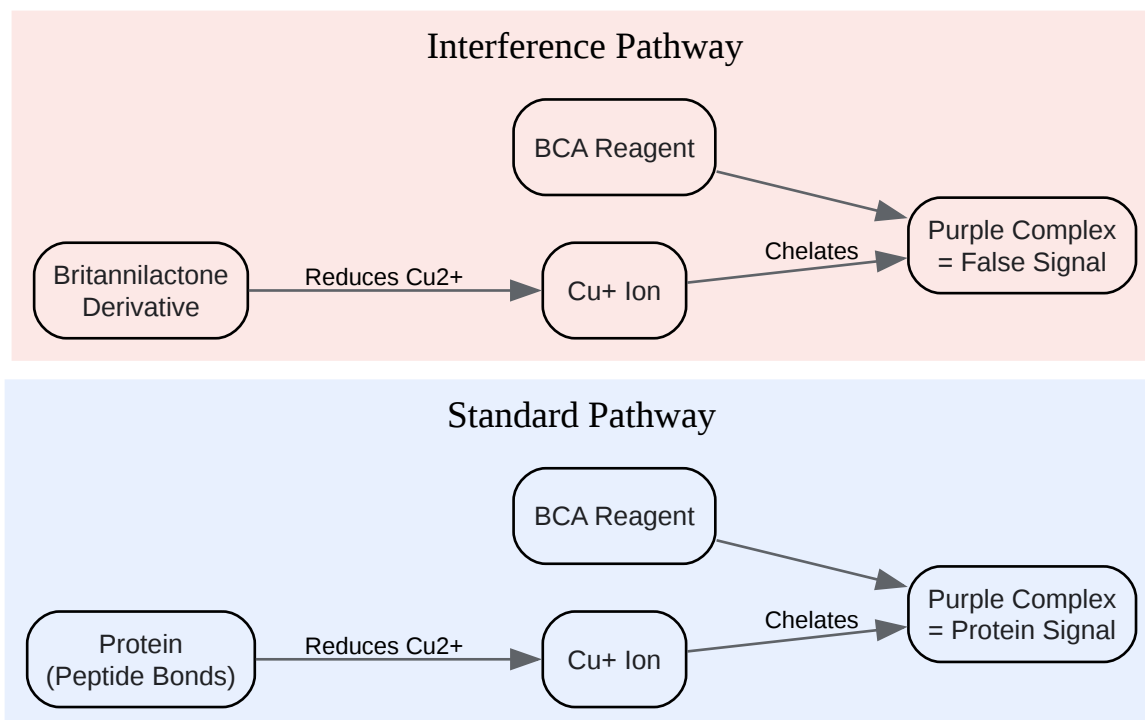 Interference Pathway
BCA Reagent
Purple Complex
= False Signal
Chelates
Britannilactone
Derivative
Reduces Cu2+
Cu+ Ion
Standard Pathway
BCA Reagent
Purple Complex
= Protein Signal
Chelates
Protein
(Peptide Bonds)
Reduces Cu2+
Cu+ Ion